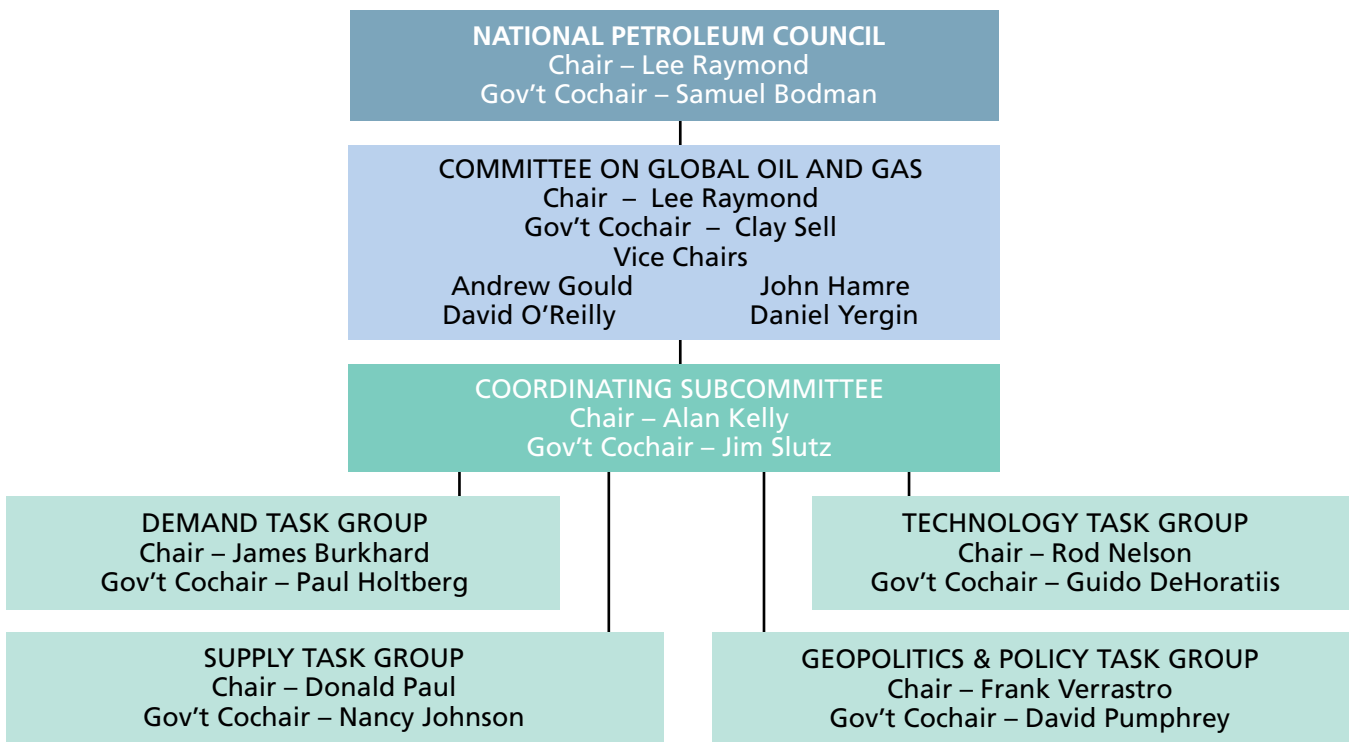 NATIONAL PETROLEUM COUNCIL
Chair – Lee Raymond
Gov't Cochair – Samuel Bodman
COMMITTEE ON GLOBAL OIL AND GAS
Chair – Lee Raymond
Gov't Cochair – Clay Sell
Vice Chairs
Andrew Gould John Hamre
David O'Reilly Daniel Yergin
COORDINATING SUBCOMMITTEE
Chair – Alan Kelly
Gov't Cochair – Jim Slutz
DEMAND TASK GROUP
Chair – James Burkhard
Gov't Cochair – Paul Holtberg
TECHNOLOGY TASK GROUP
Chair – Rod Nelson
Gov't Cochair – Guido DeHoratiis
SUPPLY TASK GROUP
Chair – Donald Paul
Gov't Cochair – Nancy Johnson
GEOPOLITICS & POLICY TASK GROUP
Chair – Frank Verrastro
Gov't Cochair – David Pumphrey